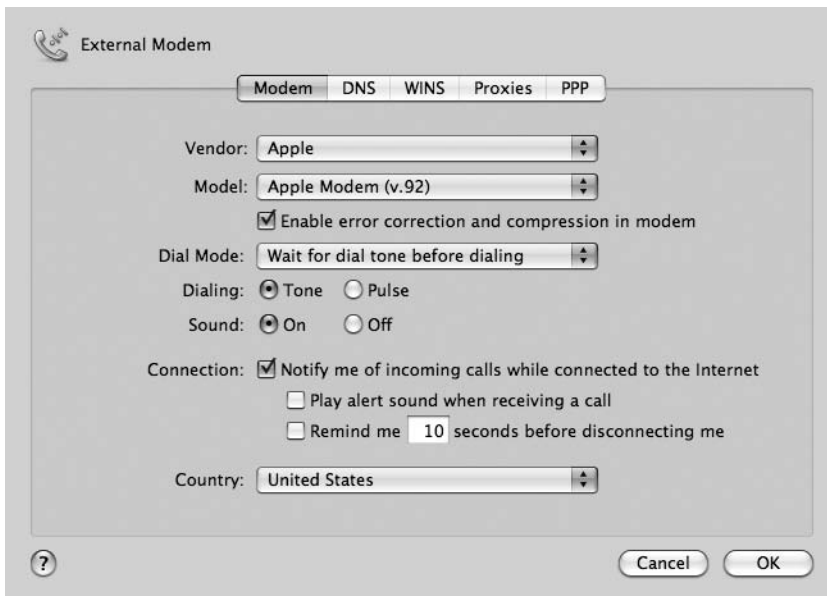 External Modem
Modem DNS WINS Proxies PPP
Vendor: Apple
Model: Apple Modem (v.92)
Enable error correction and compression in modem
Dial Mode: Wait for dial tone before dialing
Dialing: Tone Pulse
Sound: On Off
Connection: Notify me of incoming calls while connected to the Internet
Play alert sound when receiving a call
Remind me 10 seconds before disconnecting me
Country: United States
? Cancel OK